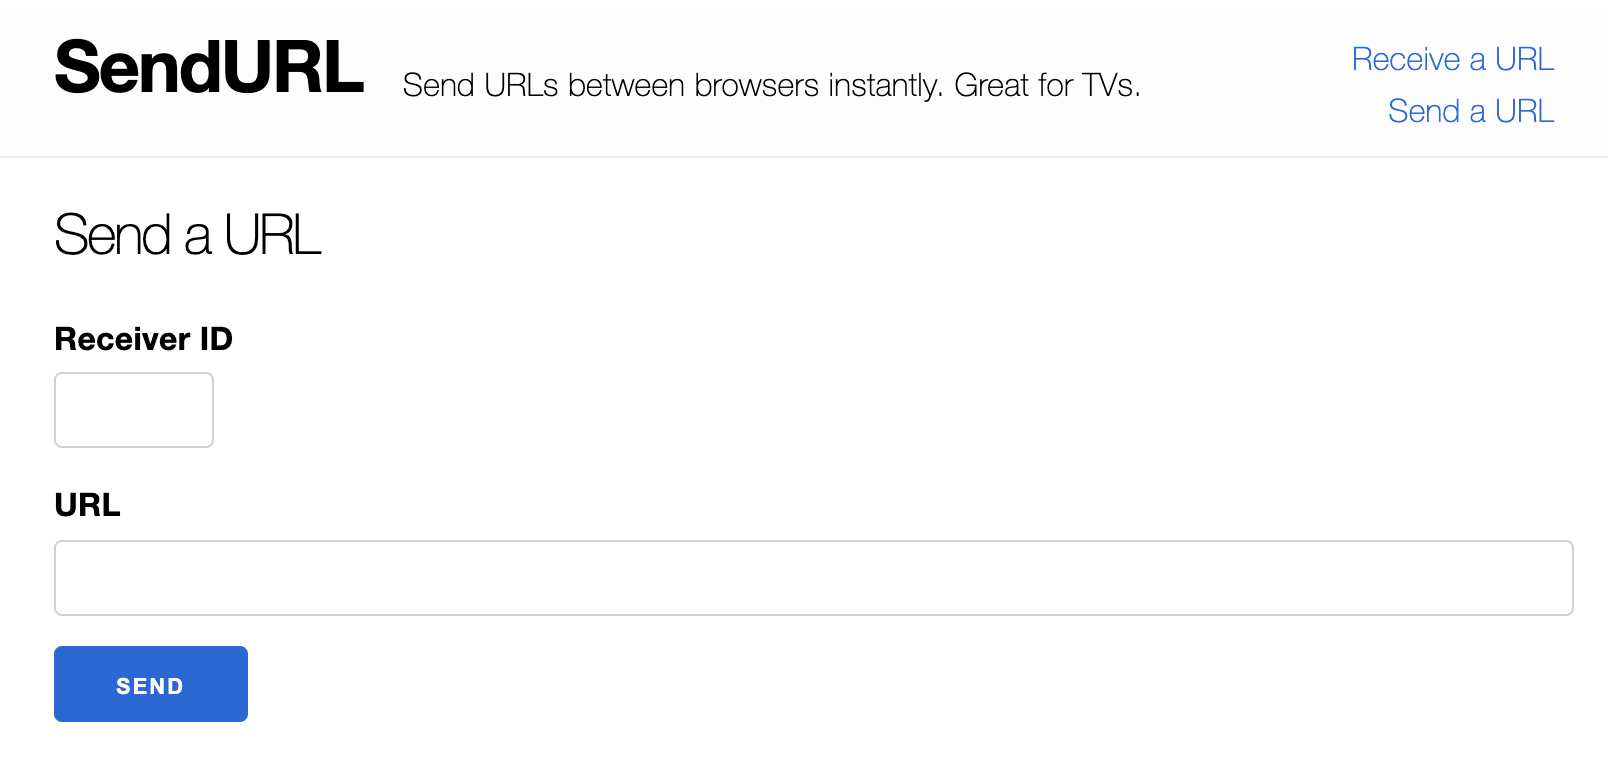 SendURL
Send URLs between browsers instantly. Great for TVs.
Receive a URL
Send a URL
Send a URL
Receiver ID
URL
SEND